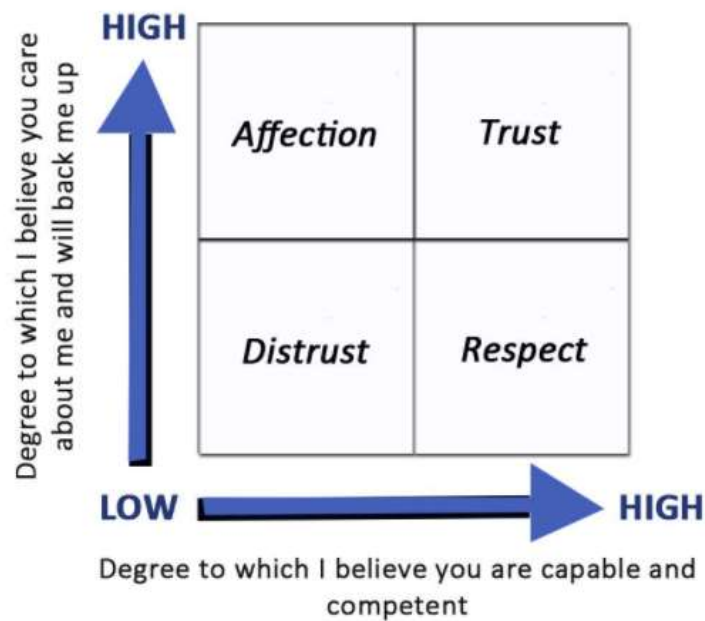 HIGH
Degree to which I believe you care
about me and will back me up
Affection
Trust
Distrust
Respect
LOW
HIGH
Degree to which I believe you are capable and
competent